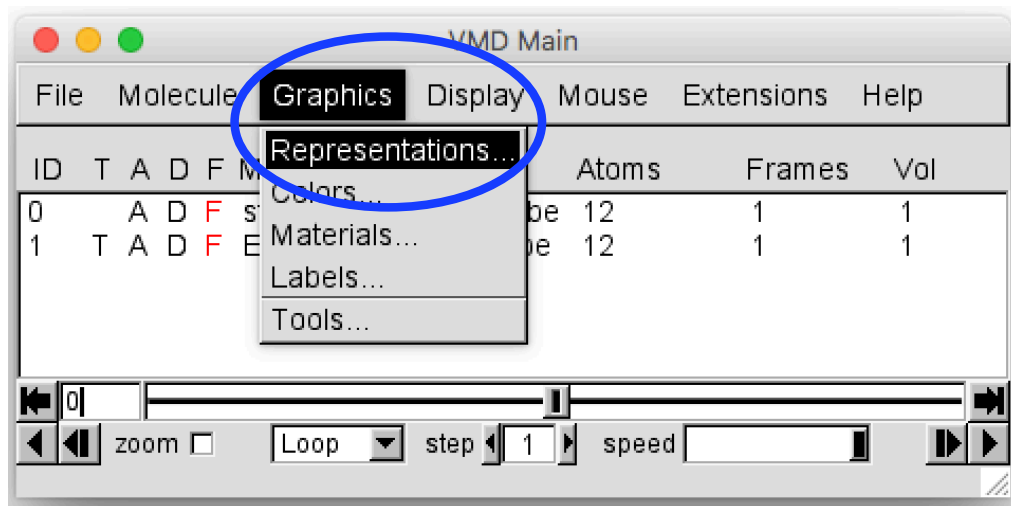 VMD Main
File Molecule Graphics Display Mouse Extensions Help
ID T A D F Atoms Frames Vol
Representations...
Colors...
Materials...
Labels...
Tools...
0 A D F 12 1 1
1 T A D F 12 1 1
0
zoom Loop step 1 speed